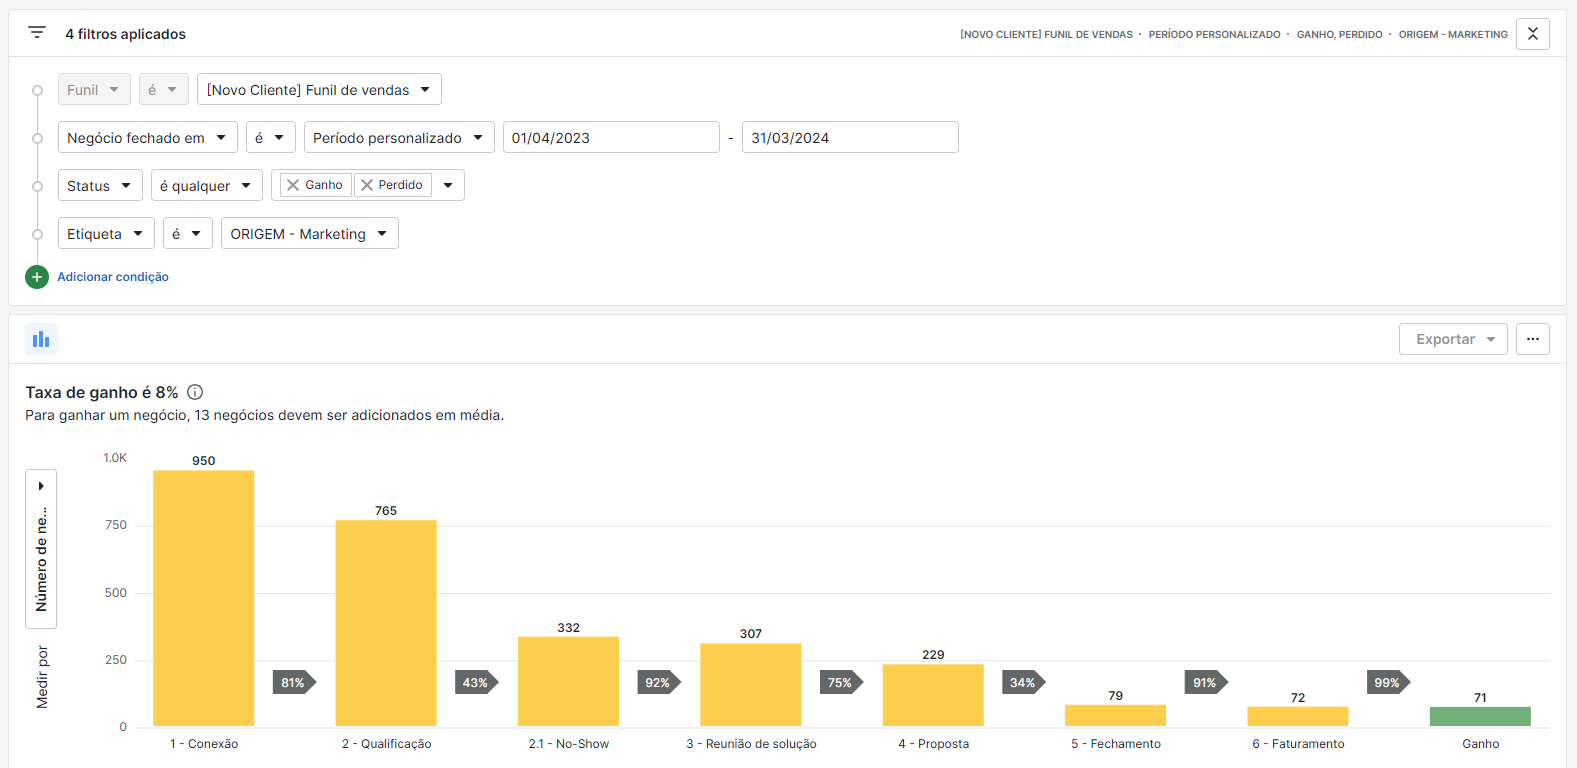 4 filtros aplicados
[NOVO CLIENTE] FUNIL DE VENDAS · PERÍODO PERSONALIZADO · GANHO, PERDIDO · ORIGEM - MARKETING
Funil é [Novo Cliente] Funil de vendas
Negócio fechado em é Período personalizado 01/04/2023 - 31/03/2024
Status é qualquer Ganho Perdido
Etiqueta é ORIGEM - Marketing
Adicionar condição
Exportar
Taxa de ganho é 8%
Para ganhar um negócio, 13 negócios devem ser adicionados em média.
Medir por
Número de ne...
1.0K
750
500
250
0
950
765
332
307
229
79
72
71
81%
43%
92%
75%
34%
91%
99%
1 - Conexão
2 - Qualificação
2.1 - No-Show
3 - Reunião de solução
4 - Proposta
5 - Fechamento
6 - Faturamento
Ganho